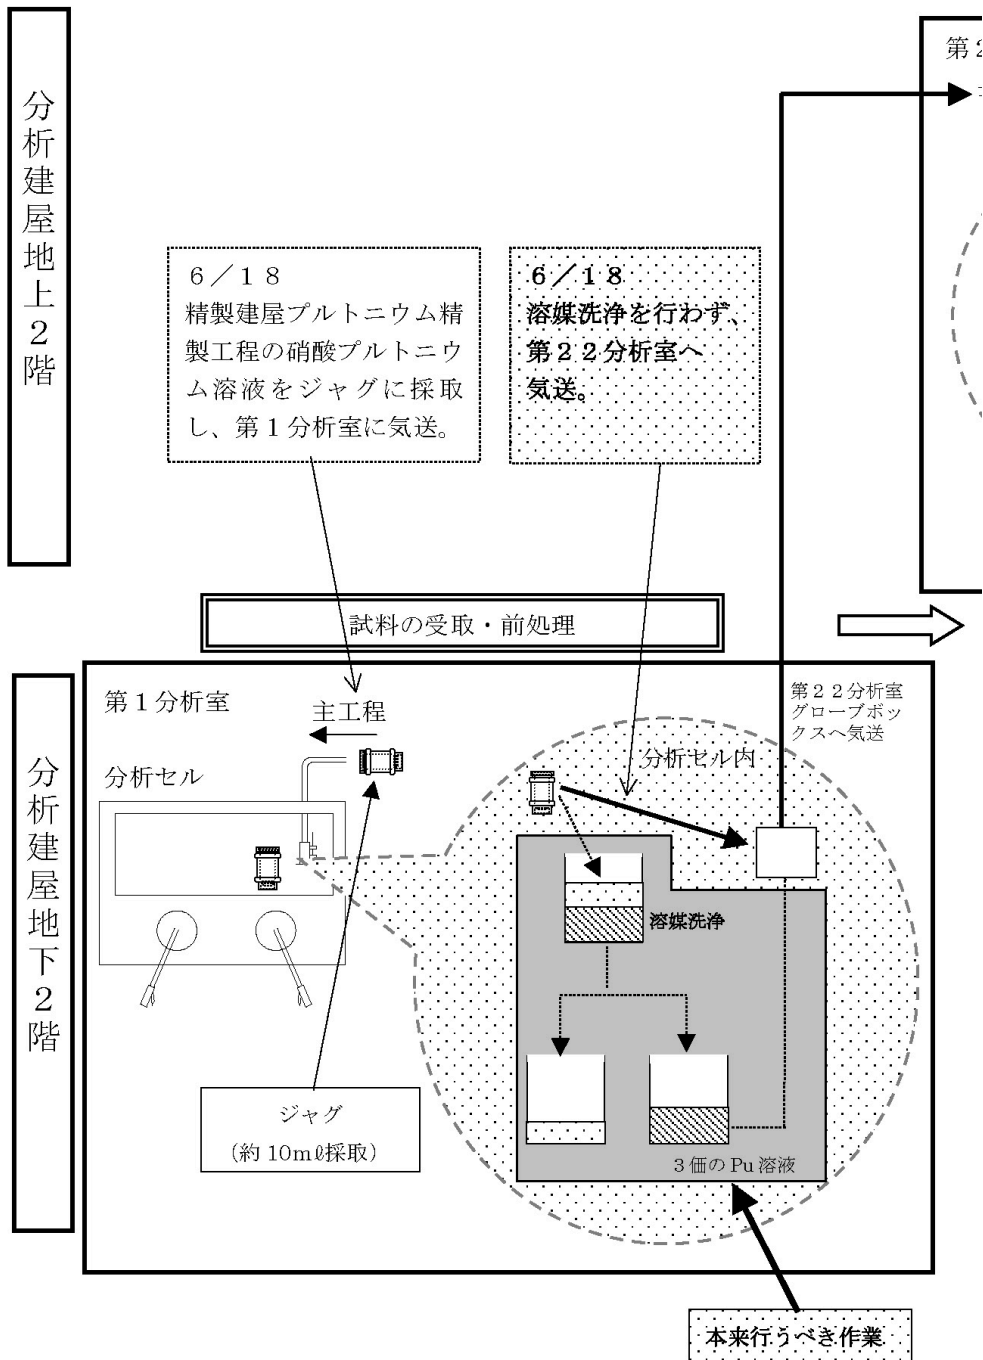 分析建屋地上2階
第2
6/18
精製建屋プルトニウム精
製工程の硝酸プルトニウ
ム溶液をジャグに採取
し、第1分析室に気送。
6/18
溶媒洗浄を行わず、
第22分析室へ
気送。
試料の受取・前処理
分析建屋地下2階
第1分析室
主工程
分析セル
第22分析室
グローブボッ
クスへ気送
分析セル内
溶媒洗浄
ジャグ
(約10mℓ採取)
3価のPu溶液
本来行うべき作業